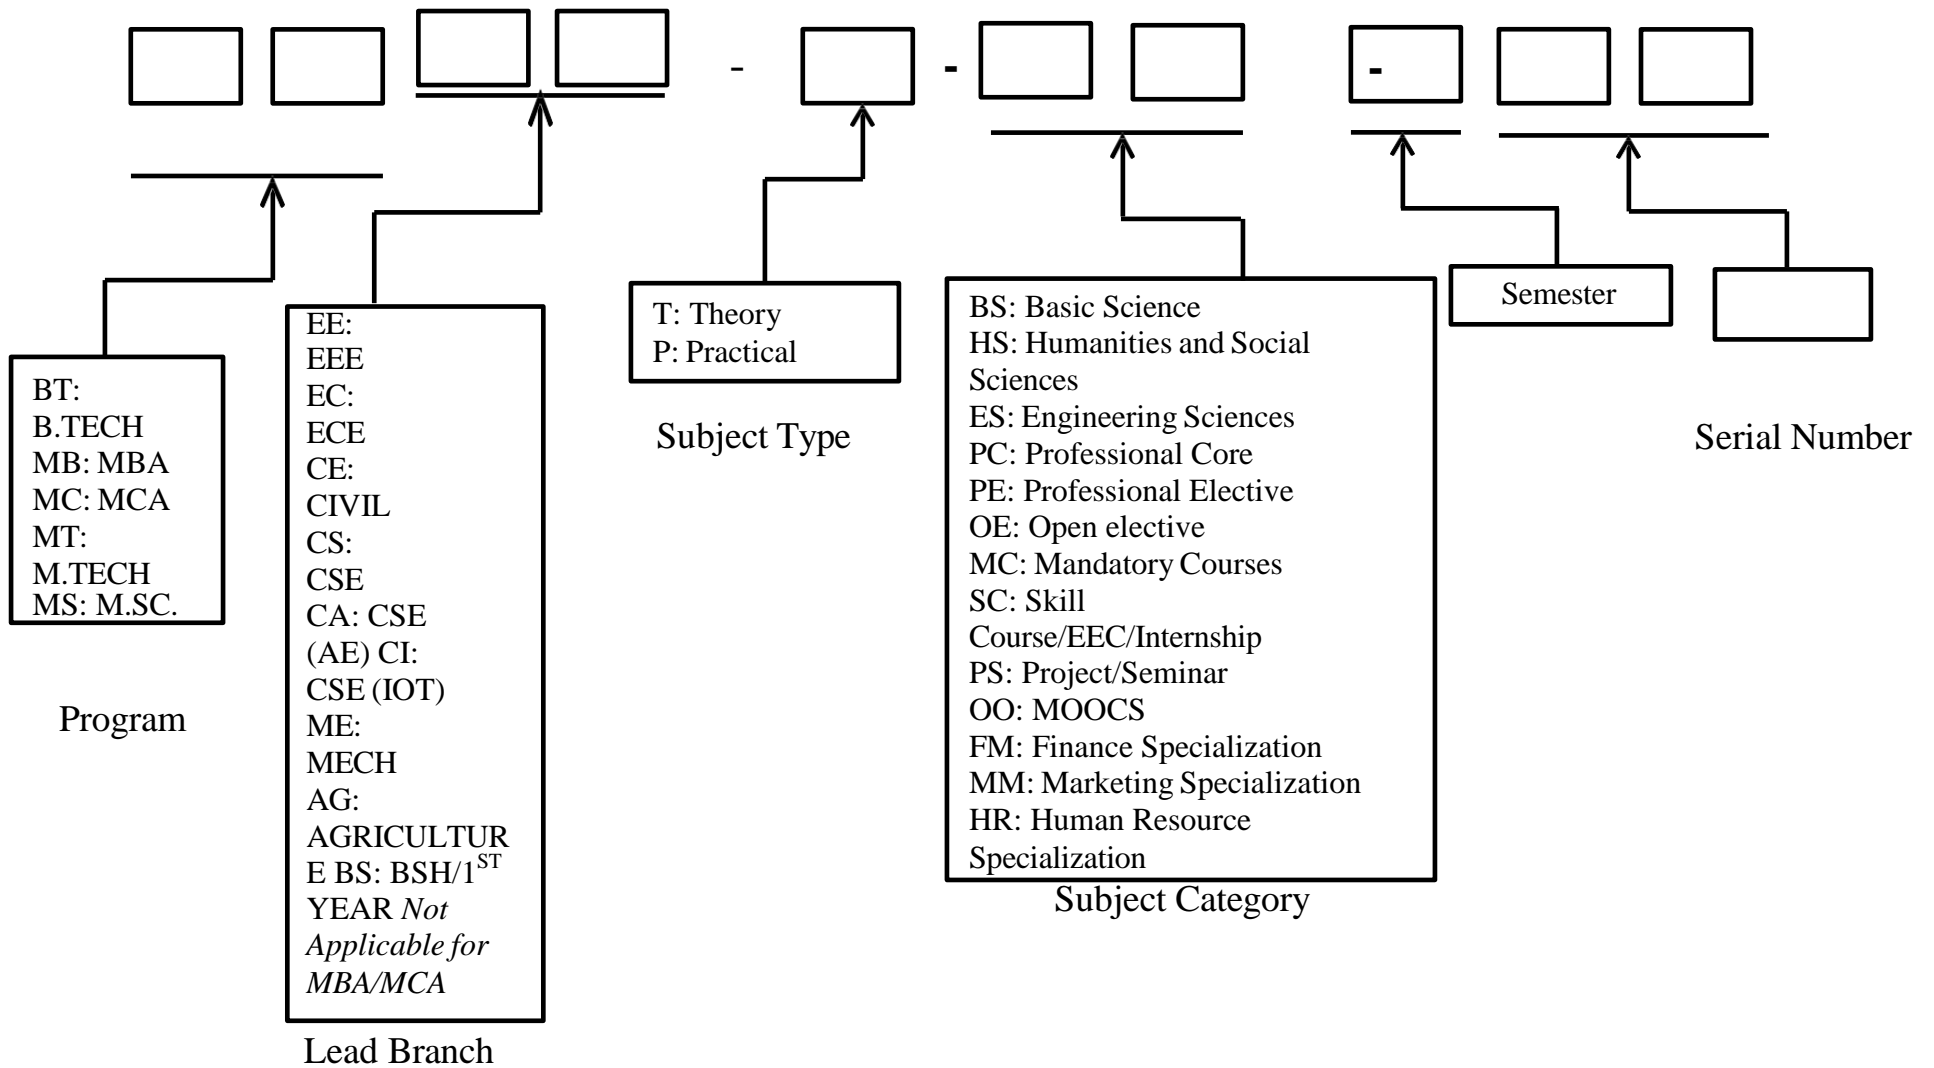 -
-
-
BT:
B.TECH
MB: MBA
MC: MCA
MT:
M.TECH
MS: M.SC.
Program
EE:
EEE
EC:
ECE
CE:
CIVIL
CS:
CSE
CA: CSE
(AE) CI:
CSE (IOT)
ME:
MECH
AG:
AGRICULTUR
E BS: BSH/1ST
YEAR Not
Applicable for
MBA/MCA
Lead Branch
T: Theory
P: Practical
Subject Type
BS: Basic Science
HS: Humanities and Social
Sciences
ES: Engineering Sciences
PC: Professional Core
PE: Professional Elective
OE: Open elective
MC: Mandatory Courses
SC: Skill
Course/EEC/Internship
PS: Project/Seminar
OO: MOOCS
FM: Finance Specialization
MM: Marketing Specialization
HR: Human Resource
Specialization
Subject Category
Semester
Serial Number